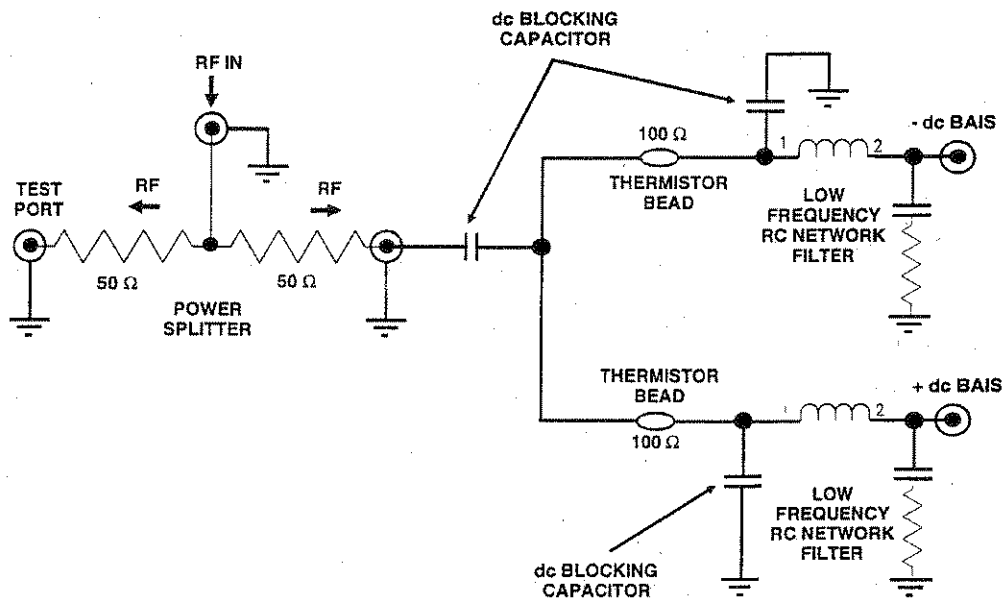 dc BLOCKING
CAPACITOR
RF IN
TEST
PORT
RF
RF
50 Ω
50 Ω
POWER
SPLITTER
100 Ω
THERMISTOR
BEAD
1
2
- dc BAIS
LOW
FREQUENCY
RC NETWORK
FILTER
THERMISTOR
BEAD
100 Ω
1
2
+ dc BAIS
LOW
FREQUENCY
RC NETWORK
FILTER
dc BLOCKING
CAPACITOR